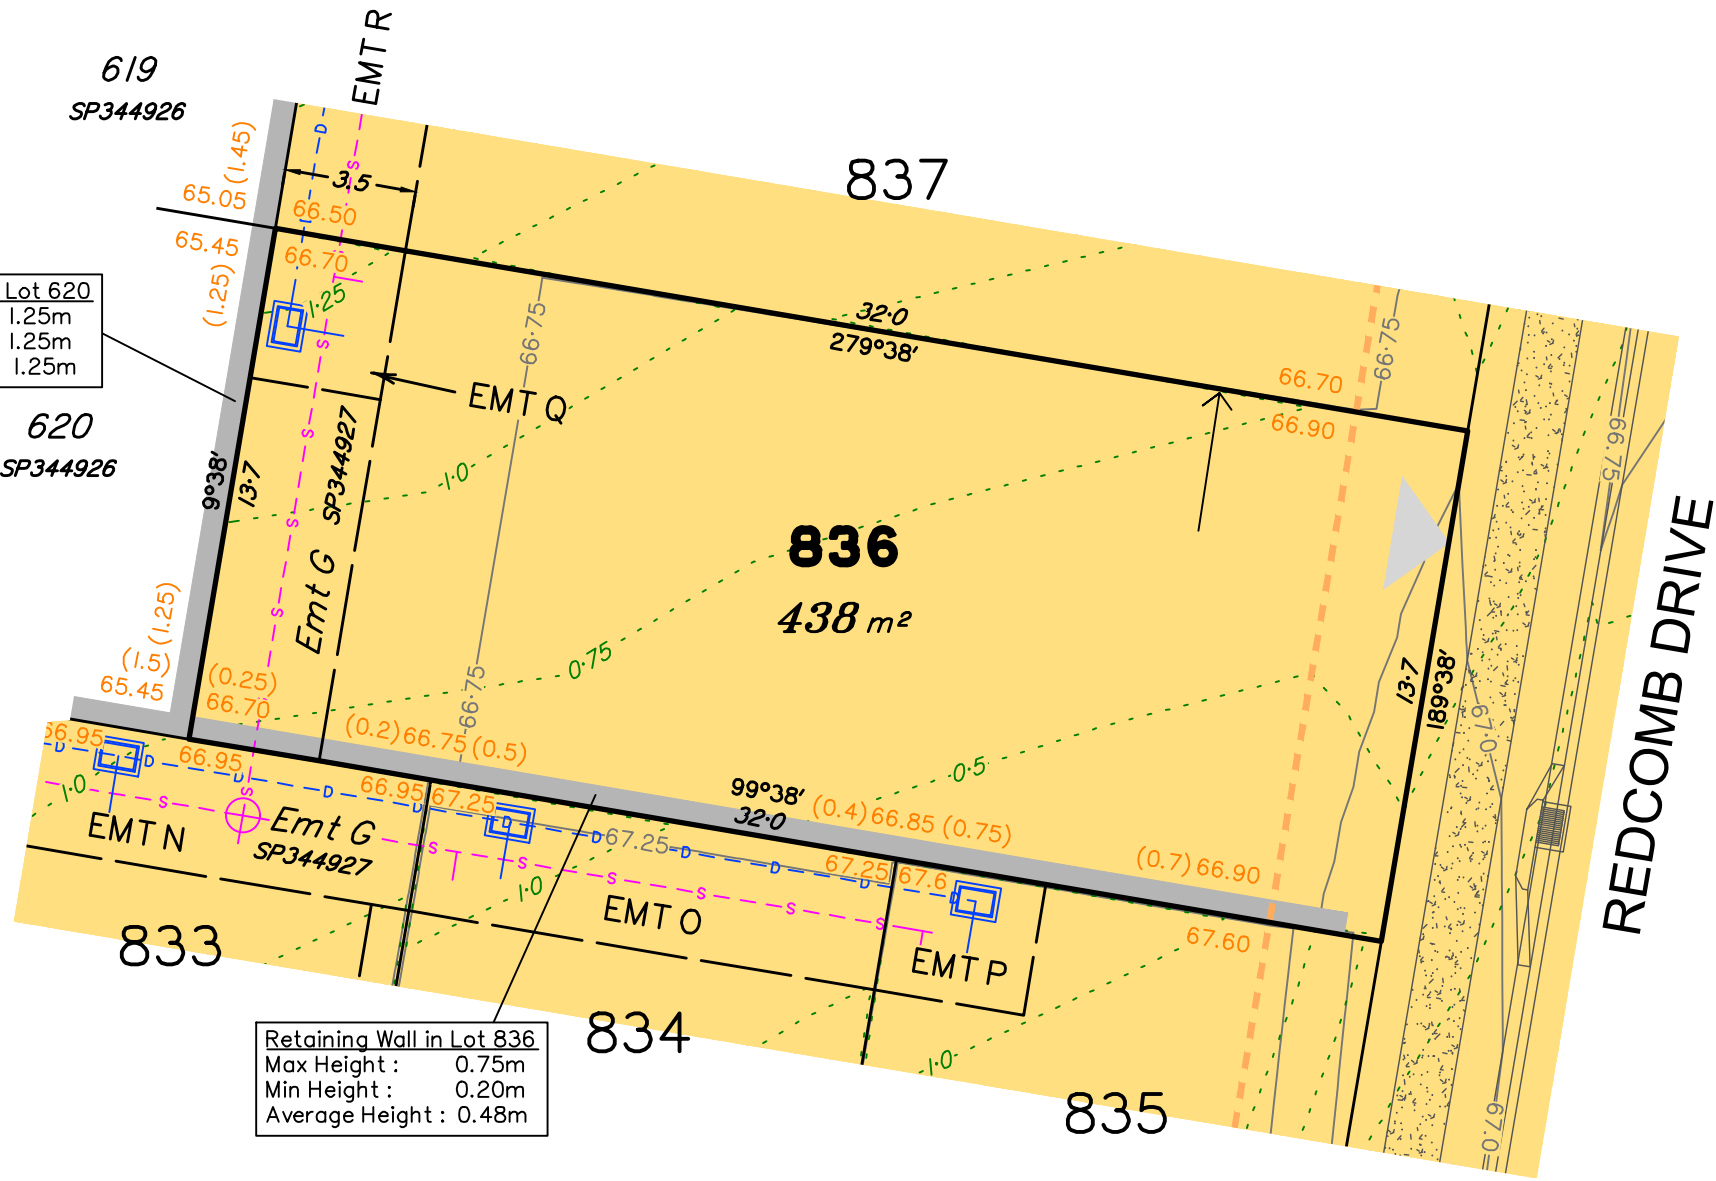 619
SP344926
EMT R
65.05 (1.45)
3.5
66.50
837
65.45
(1.25)
66.70
1.25
Lot 620
1.25m
1.25m
1.25m
620
SP344926
66.75
32.0
279°38'
66.75
66.70
66.90
EMT Q
66.75
9°38'
13.7
Emt G
SP344927
1.0
836
438 m²
0.75
REDCOMB DRIVE
13.7
189°38'
67.0
(1.5) (1.25)
65.45
(0.25)
66.70
66.75
(0.2) 66.75 (0.5)
0.5
99°38'
32.0
(0.4) 66.85 (0.75)
(0.7) 66.90
66.95
D
D
66.95
D
66.95
D
67.25
D
67.25
D
D
D
67.25
67.6
D
67.60
S
S
S
S
S
S
S
S
S
S
S
S
1.0
EMT N
Emt G
SP344927
1.0
EMT O
EMT P
833
834
835
1.0
67.0
Retaining Wall in Lot 836
Max Height : 0.75m
Min Height : 0.20m
Average Height : 0.48m